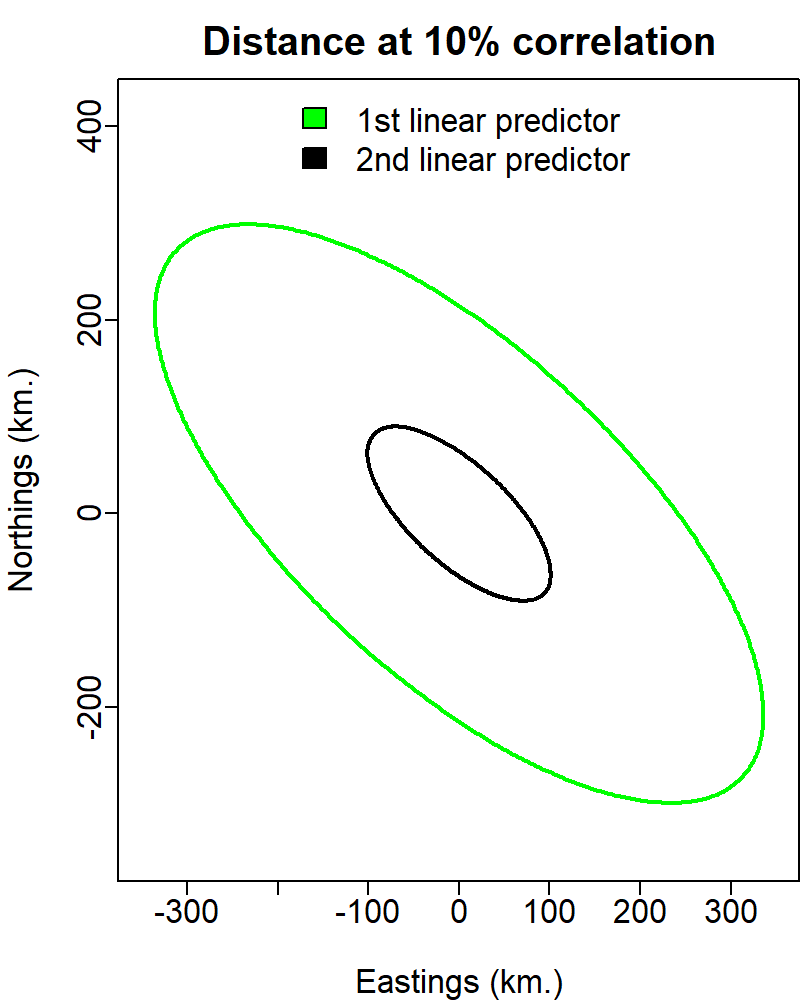 Distance at 10% correlation
1st linear predictor
2nd linear predictor
400
200
0
-200
Northings (km.)
-300 -100 0 100 200 300
Eastings (km.)